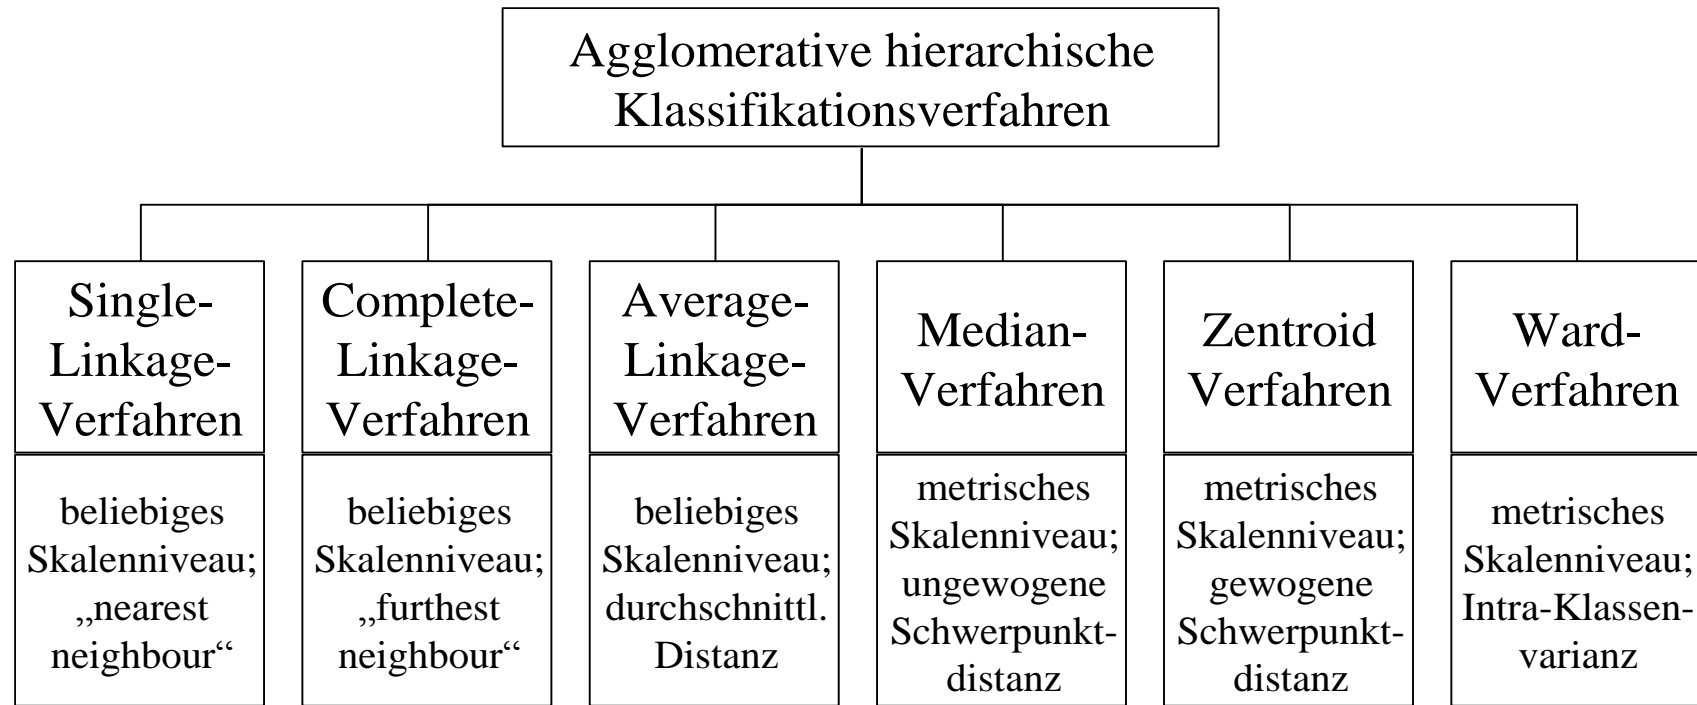 Agglomerative hierarchische
Klassifikationsverfahren
Single-
Linkage-
Verfahren
beliebiges
Skalenniveau;
„nearest
neighbour“
Complete-
Linkage-
Verfahren
beliebiges
Skalenniveau;
„furthest
neighbour“
Average-
Linkage-
Verfahren
beliebiges
Skalenniveau;
durchschnittl.
Distanz
Median-
Verfahren
metrisches
Skalenniveau;
ungewogene
Schwerpunkt-
distanz
Zentroid
Verfahren
metrisches
Skalenniveau;
gewogene
Schwerpunkt-
distanz
Ward-
Verfahren
metrisches
Skalenniveau;
Intra-Klassen-
varianz